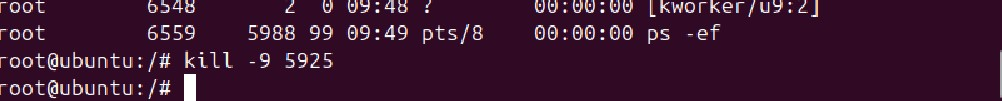 root 6548 2 0 09:48 ? 00:00:00 [kworker/u9:2]
root 6559 5988 99 09:49 pts/8 00:00:00 ps -ef
root@ubuntu:/# kill -9 5925
root@ubuntu:/#